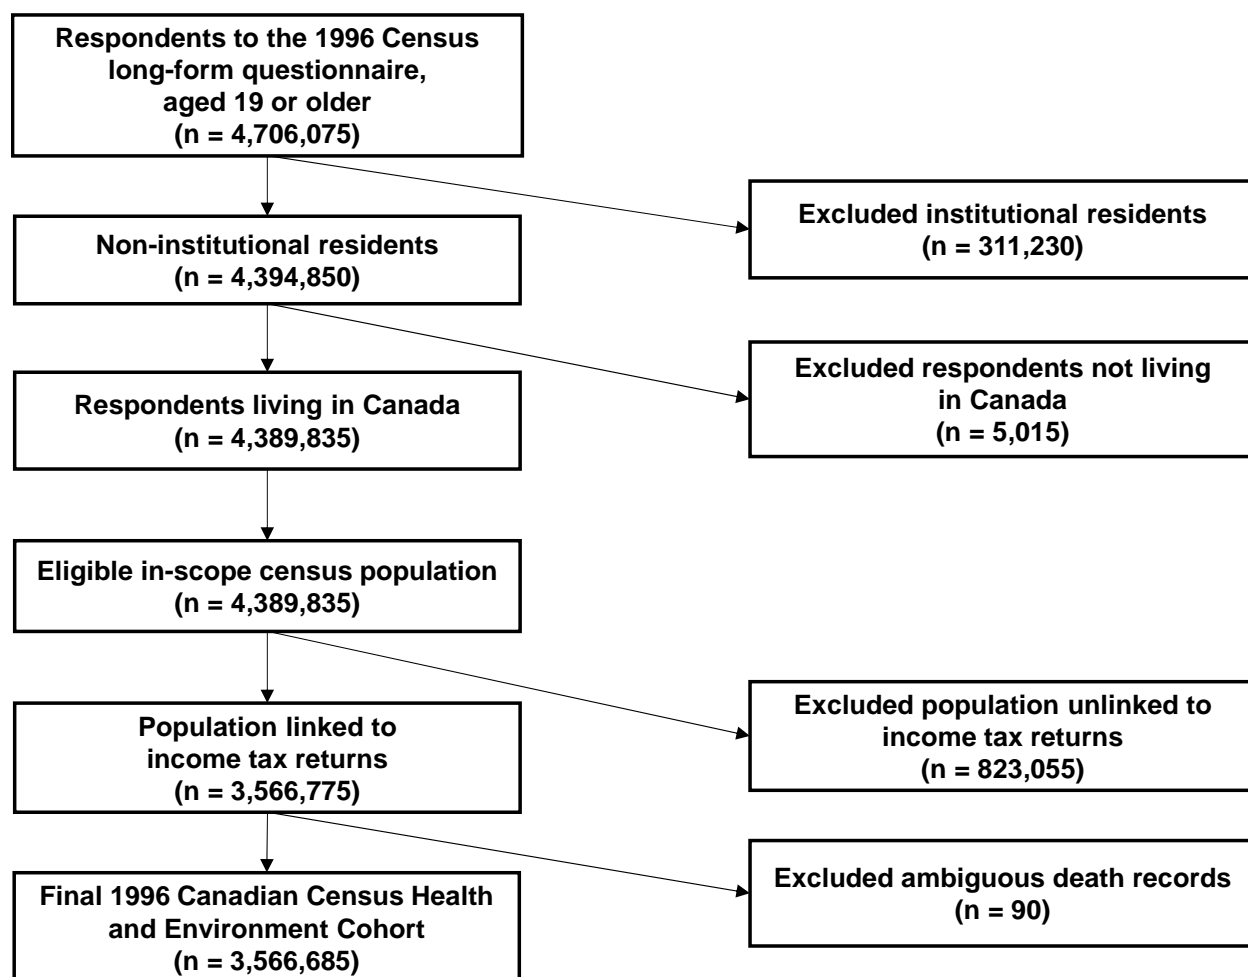 Respondents to the 1996 Census
long-form questionnaire,
aged 19 or older
(n = 4,706,075)
Excluded institutional residents
(n = 311,230)
Non-institutional residents
(n = 4,394,850)
Excluded respondents not living
in Canada
(n = 5,015)
Respondents living in Canada
(n = 4,389,835)
Eligible in-scope census population
(n = 4,389,835)
Excluded population unlinked to
income tax returns
(n = 823,055)
Population linked to
income tax returns
(n = 3,566,775)
Excluded ambiguous death records
(n = 90)
Final 1996 Canadian Census Health
and Environment Cohort
(n = 3,566,685)